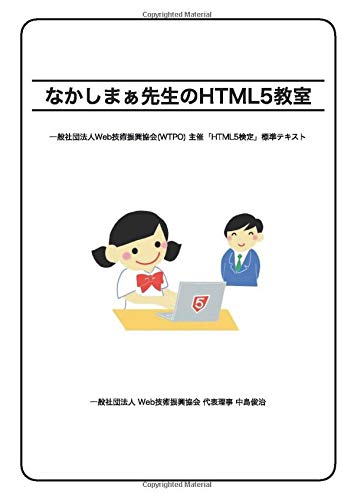 Copyrighted Material
なかしまぁ先生のHTML5教室
一般社団法人Web技術振興協会(WTPO) 主催「HTML5検定」標準テキスト
5
一般社団法人 Web技術振興協会 代表理事 中島俊治
Copyrighted Material